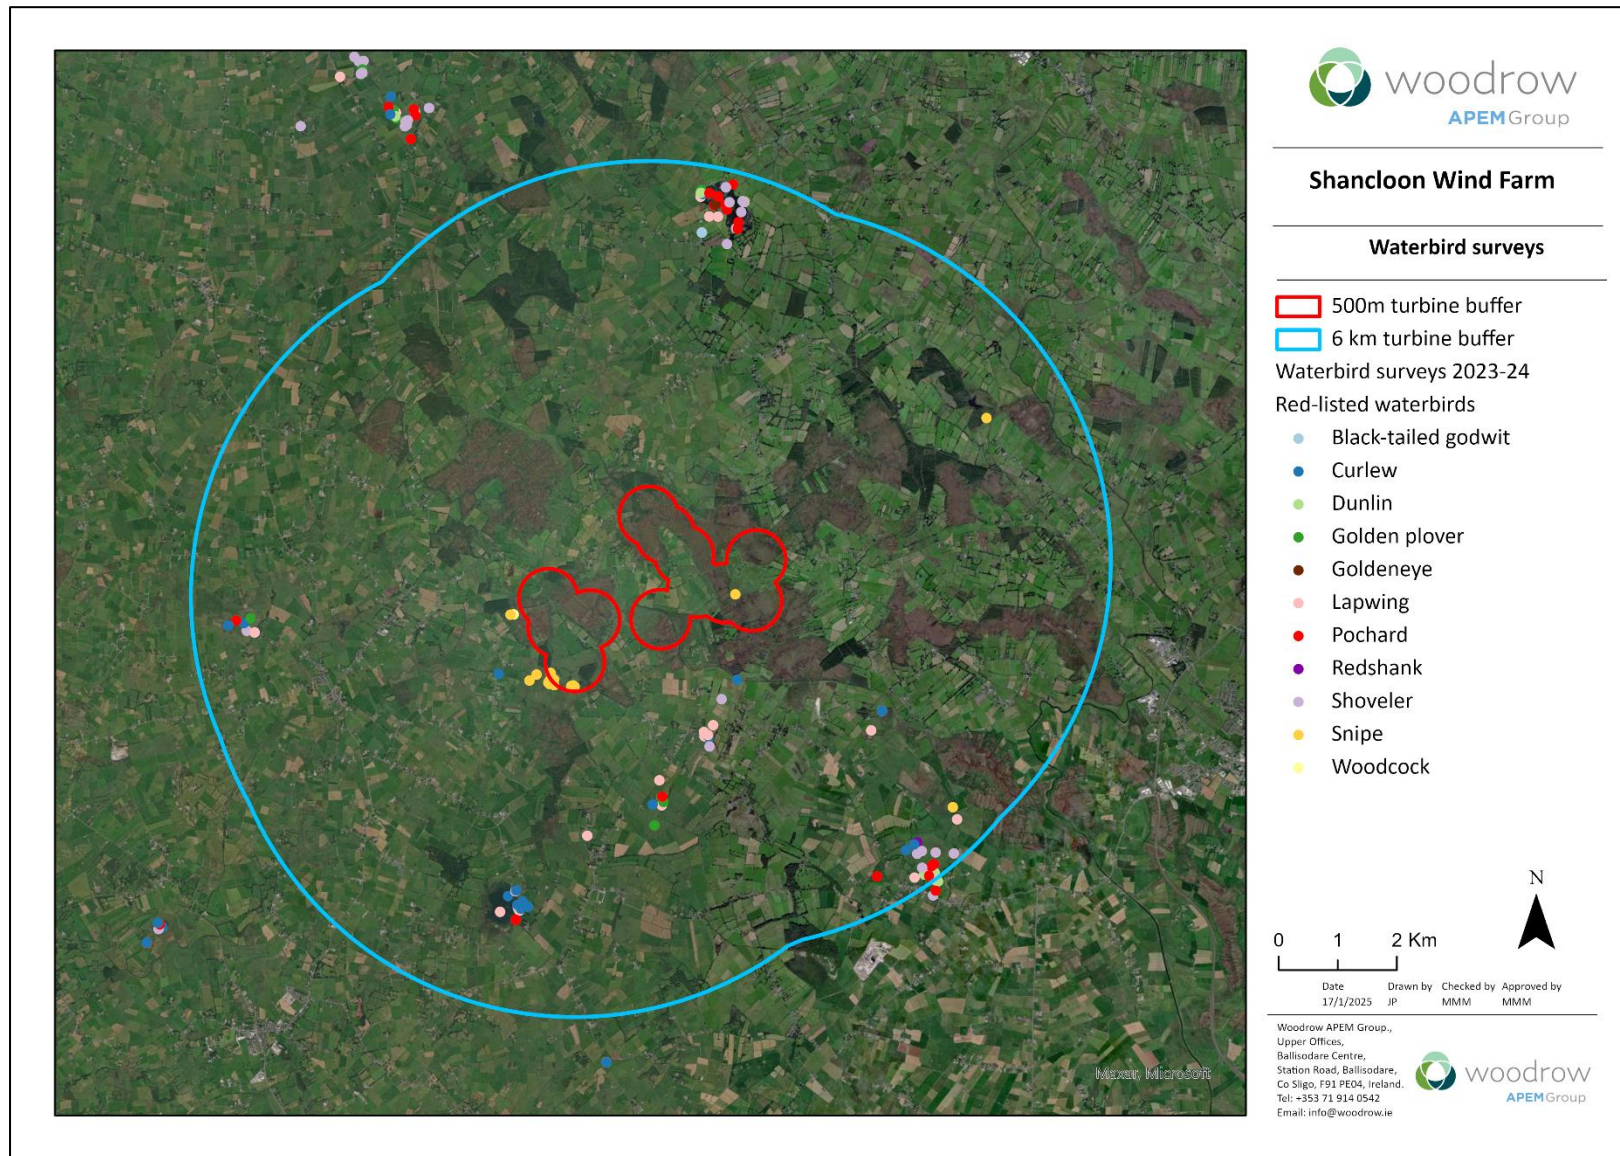 woodrow
APEM Group
Shancloon Wind Farm
Waterbird surveys
500m turbine buffer
6 km turbine buffer
Waterbird surveys 2023-24
Red-listed waterbirds
Black-tailed godwit
Curlew
Dunlin
Golden plover
Goldeneye
Lapwing
Pochard
Redshank
Shoveler
Snipe
Woodcock
N
0 1 2 Km
Date Drawn by Checked by Approved by
17/1/2025 JP MMM MMM
Woodrow APEM Group.,
Upper Offices,
Ballisodare Centre,
Station Road, Ballisodare,
Co Sligo, F91 PE04, Ireland.
Tel: +353 71 914 0542
Email: info@woodrow.ie
woodrow
APEM Group
Maxar, Microsoft